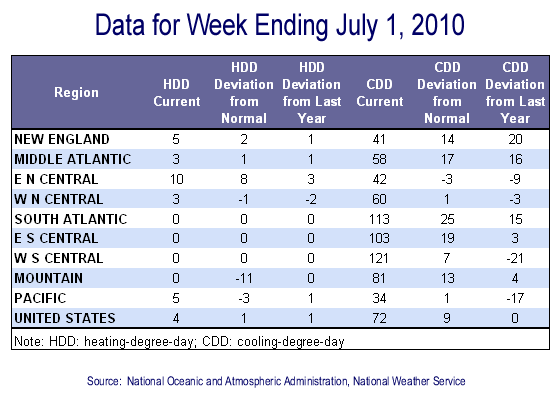 Data for Week Ending July 1, 2010
Region HDD Current HDD Deviation from Normal HDD Deviation from Last Year CDD Current CDD Deviation from Normal CDD Deviation from Last Year
NEW ENGLAND 5 2 1 41 14 20
MIDDLE ATLANTIC 3 1 1 58 17 16
E N CENTRAL 10 8 3 42 -3 -9
W N CENTRAL 3 -1 -2 60 1 -3
SOUTH ATLANTIC 0 0 0 113 25 15
E S CENTRAL 0 0 0 103 19 3
W S CENTRAL 0 0 0 121 7 -21
MOUNTAIN 0 -11 0 81 13 4
PACIFIC 5 -3 1 34 1 -17
UNITED STATES 4 1 1 72 9 0
Note: HDD: heating-degree-day; CDD: cooling-degree-day
Source: National Oceanic and Atmospheric Administration, National Weather Service